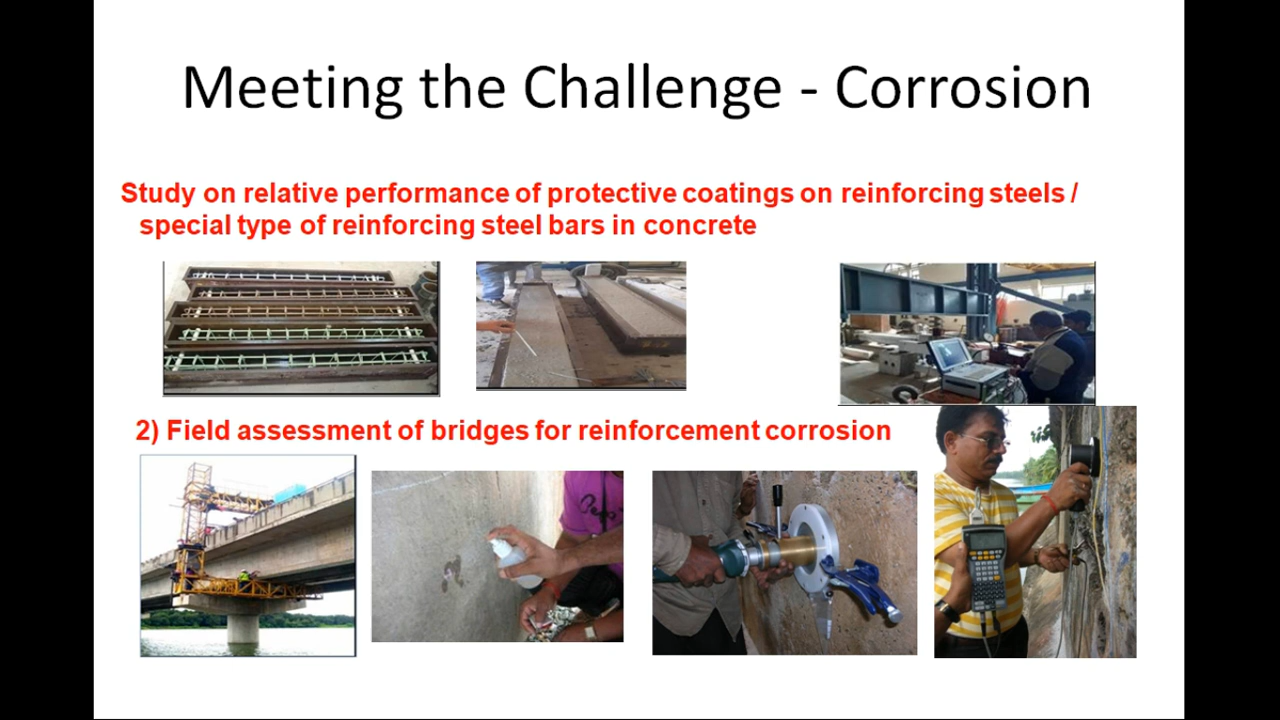 Meeting the Challenge - Corrosion
Study on relative performance of protective coatings on reinforcing steels /
special type of reinforcing steel bars in concrete
2) Field assessment of bridges for reinforcement corrosion